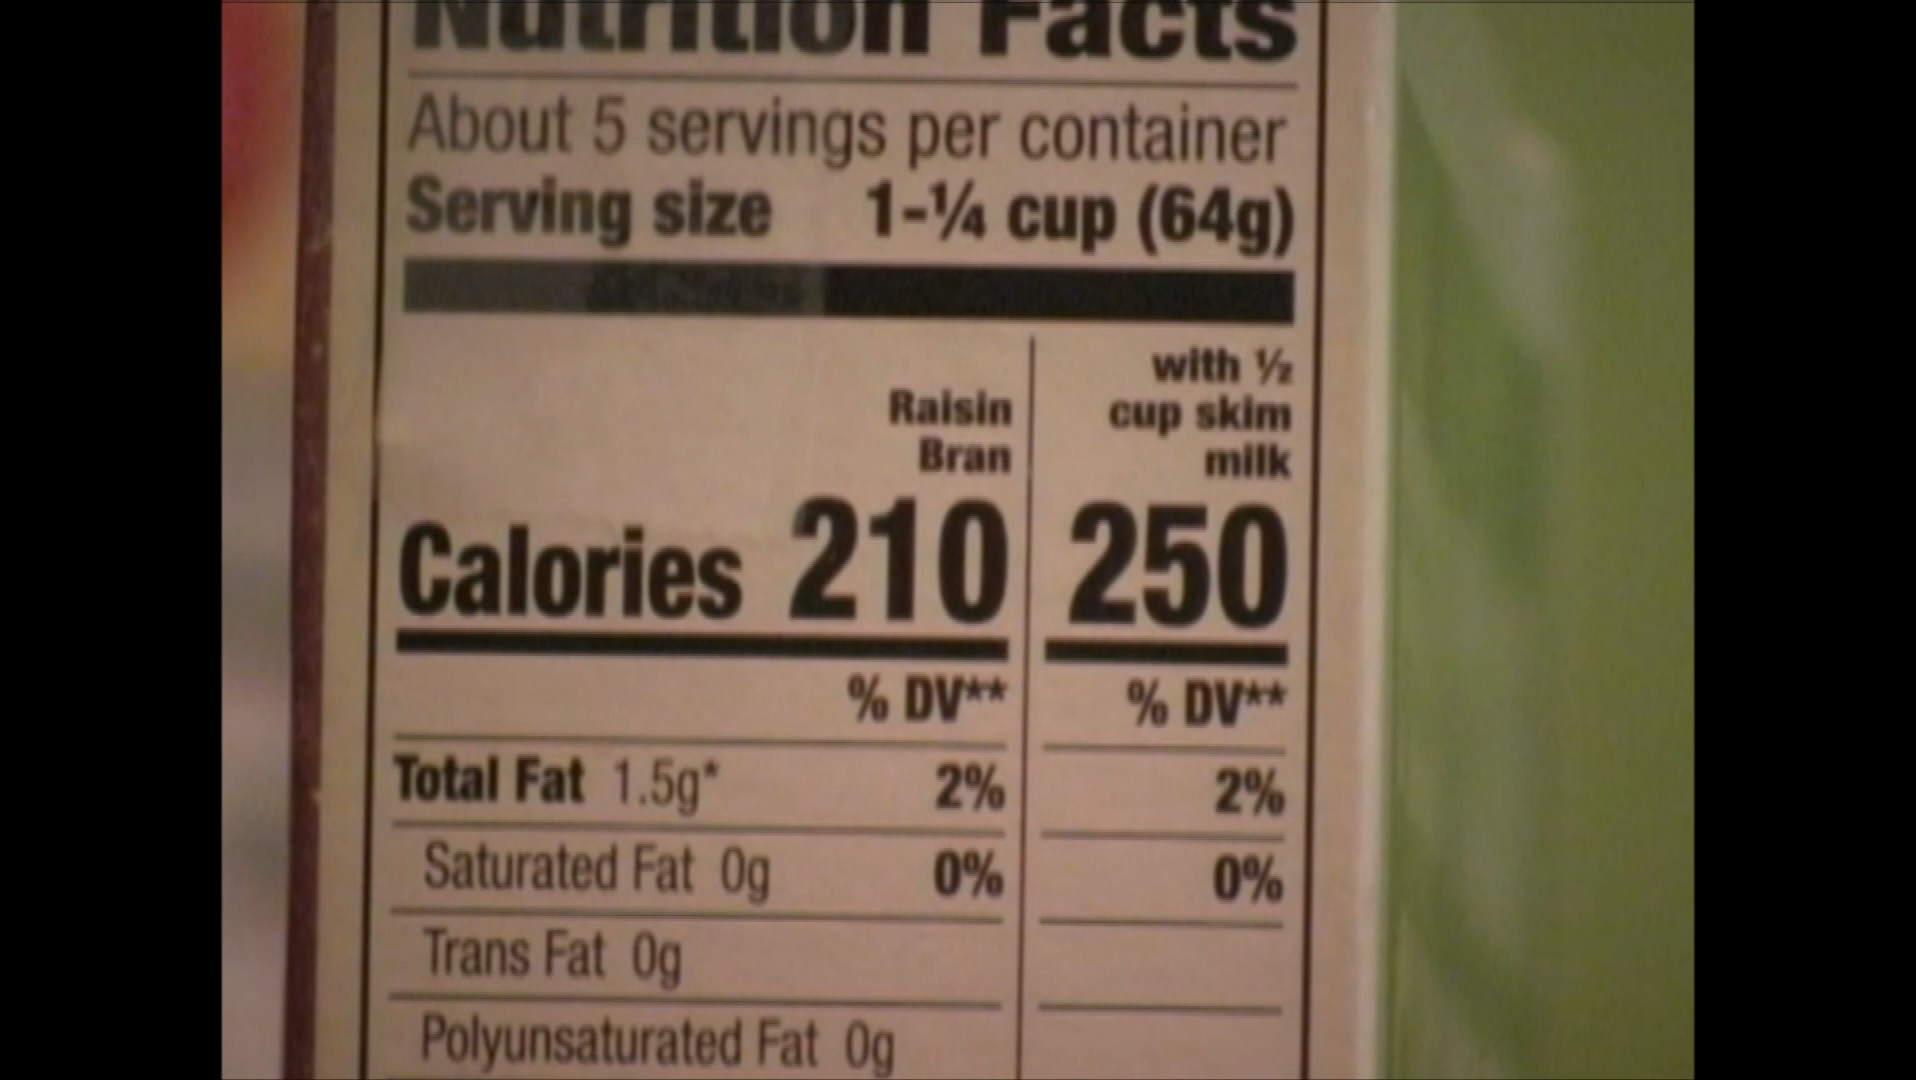 Nutrition Facts
About 5 servings per container
Serving size 1-¼ cup (64g)
Raisin Bran
with ½ cup skim milk
Calories 210 250
% DV** % DV**
Total Fat 1.5g* 2% 2%
Saturated Fat 0g 0% 0%
Trans Fat 0g
Polyunsaturated Fat 0g